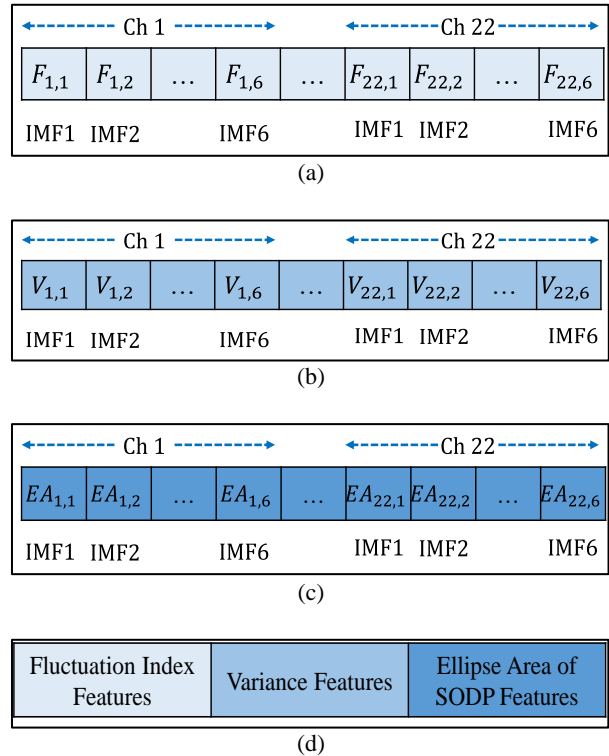 Ch 1 Ch 22
F1,1 F1,2 … F1,6 … F22,1 F22,2 … F22,6
IMF1 IMF2 IMF6 IMF1 IMF2 IMF6
(a)
Ch 1 Ch 22
V1,1 V1,2 … V1,6 … V22,1 V22,2 … V22,6
IMF1 IMF2 IMF6 IMF1 IMF2 IMF6
(b)
Ch 1 Ch 22
EA1,1 EA1,2 … EA1,6 … EA22,1 EA22,2 … EA22,6
IMF1 IMF2 IMF6 IMF1 IMF2 IMF6
(c)
Fluctuation Index
Features
Variance Features
Ellipse Area of
SODP Features
(d)